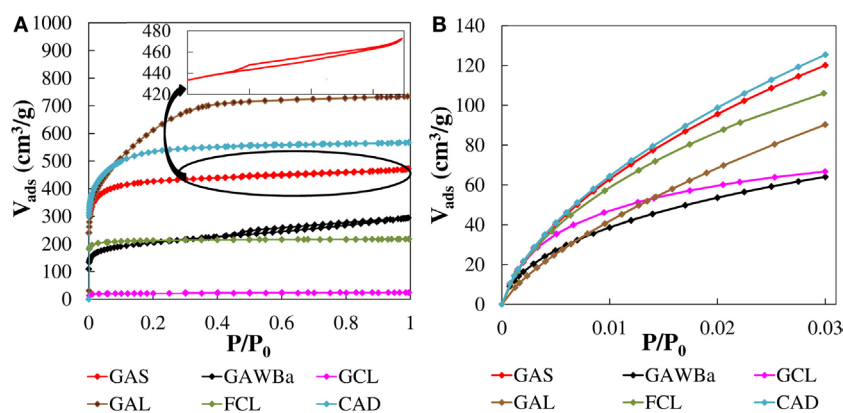 A
V_ads (cm³/g)
1000
900
800
700
600
500
400
300
200
100
0
480
460
440
420
0
0.2
0.4
0.6
0.8
1
P/P₀
GAS
GAWBa
GCL
GAL
FCL
CAD
B
V_ads (cm³/g)
140
120
100
80
60
40
20
0
0
0.01
0.02
0.03
P/P₀
GAS
GAWBa
GCL
GAL
FCL
CAD